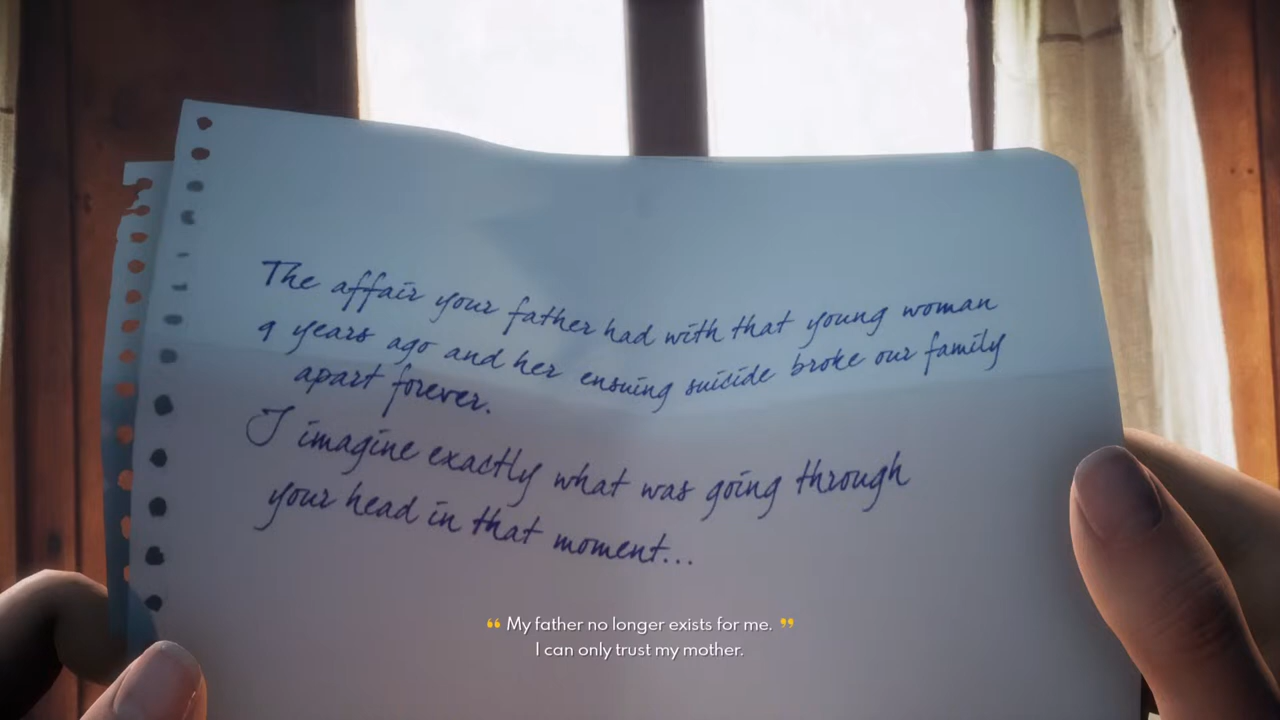 The affair your father had with that young woman
9 years ago and her ensuing suicide broke our family
apart forever.
I imagine exactly what was going through
your head in that moment...
“ My father no longer exists for me. ”
I can only trust my mother.